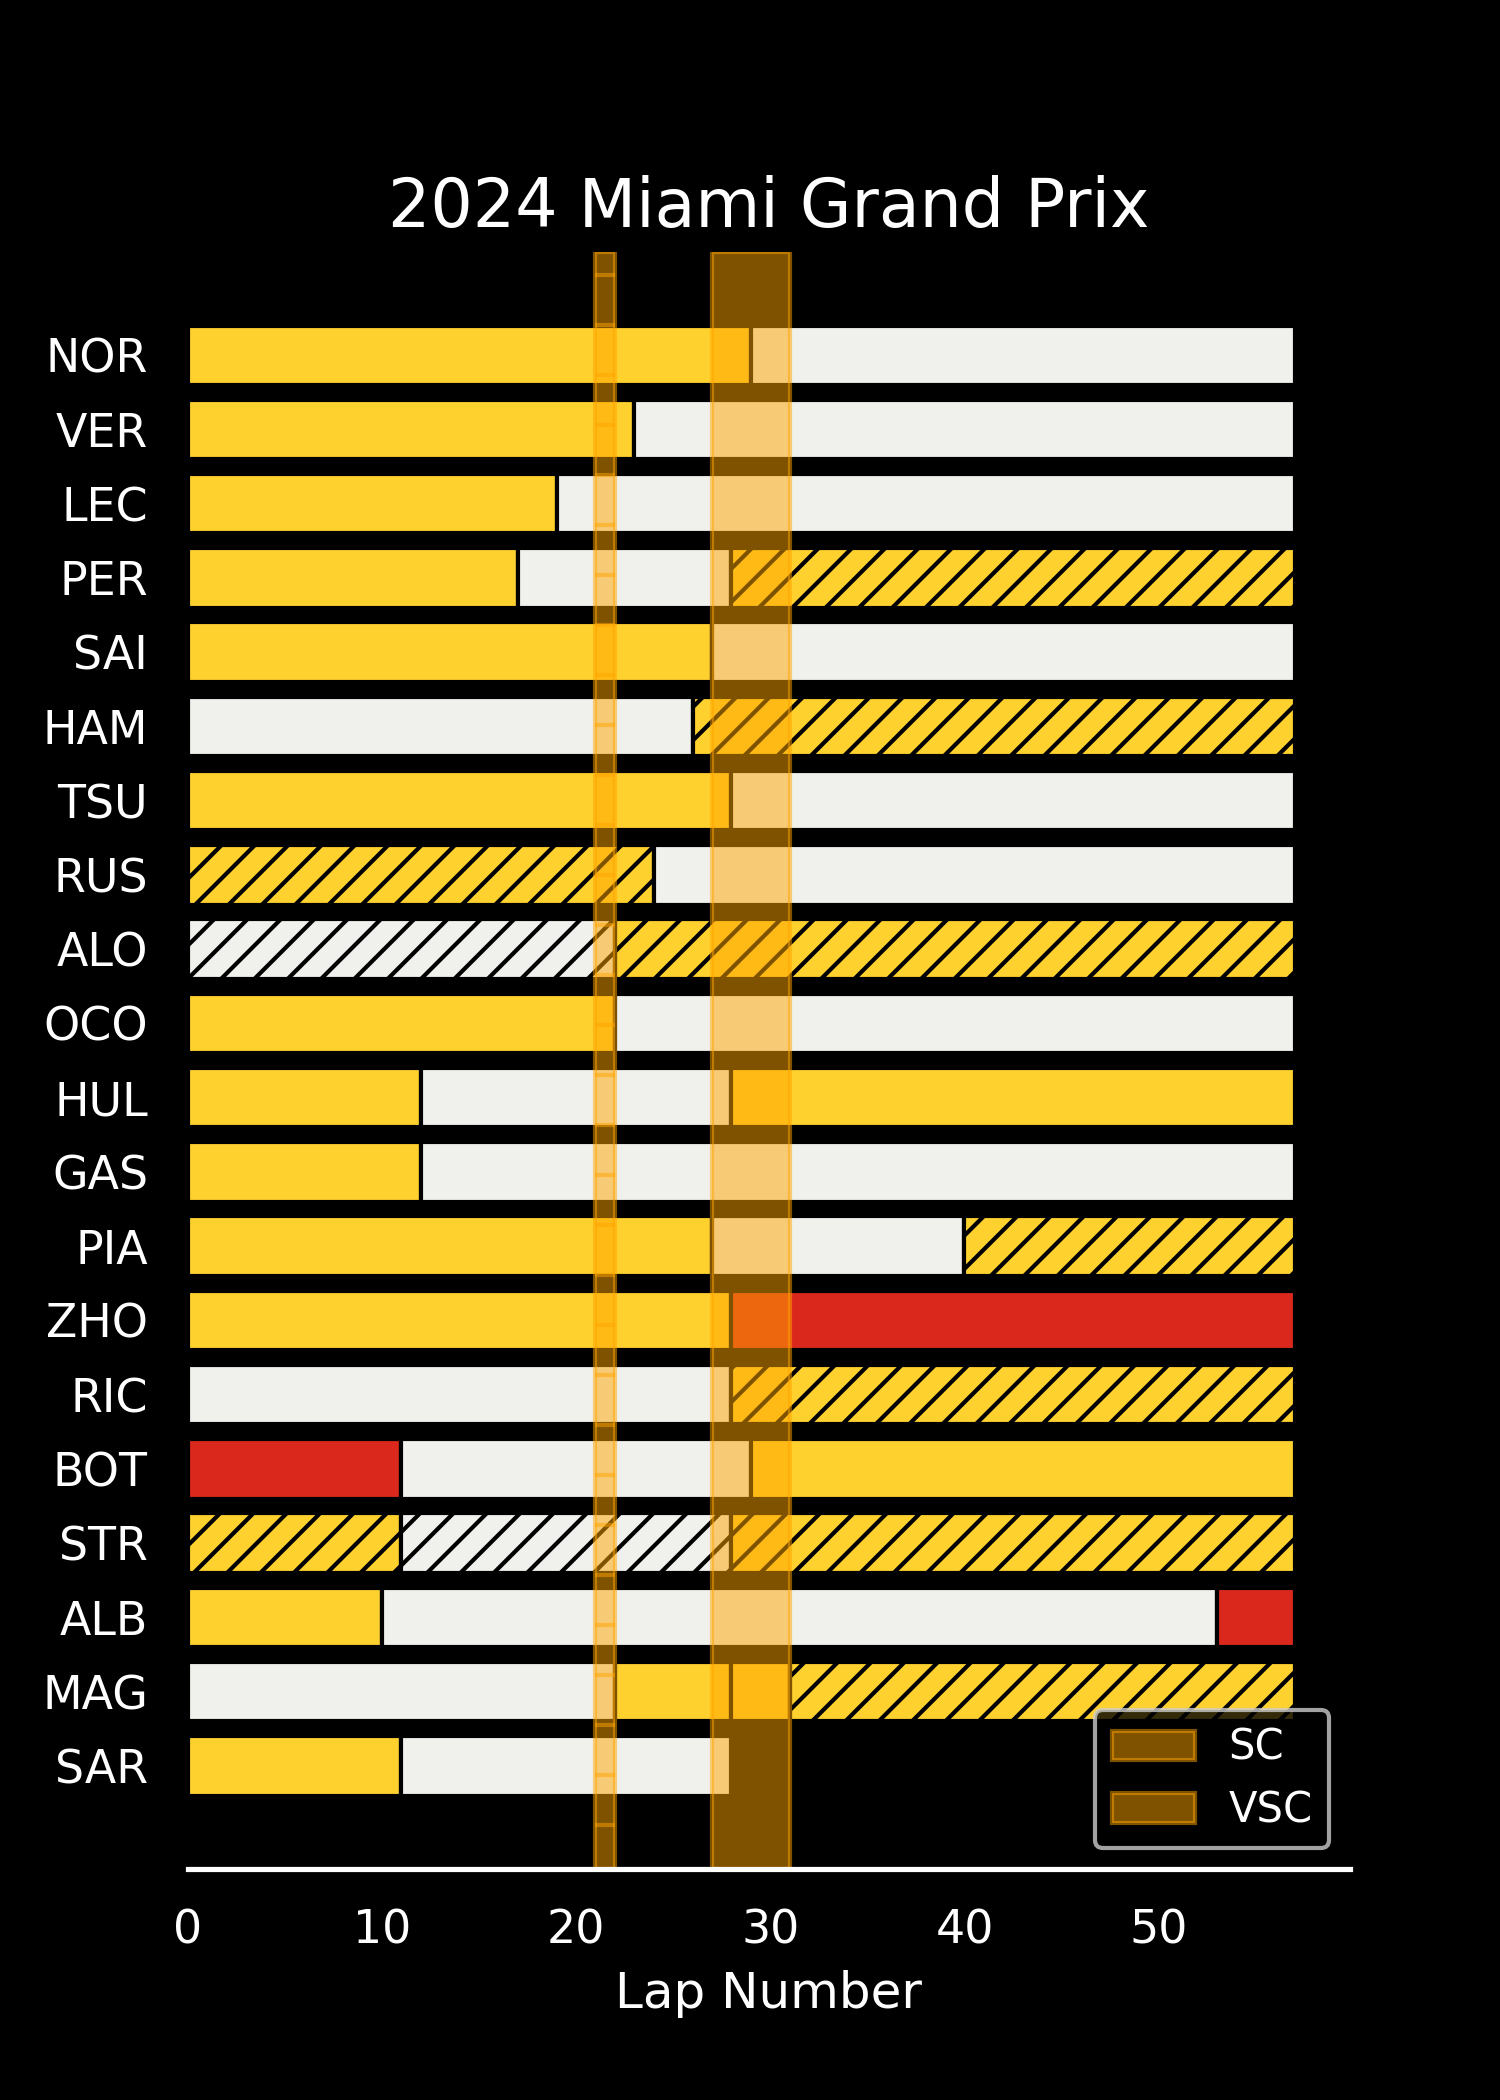 2024 Miami Grand Prix
NOR
VER
LEC
PER
SAI
HAM
TSU
RUS
ALO
OCO
HUL
GAS
PIA
ZHO
RIC
BOT
STR
ALB
MAG
SAR
SC
VSC
0 10 20 30 40 50
Lap Number